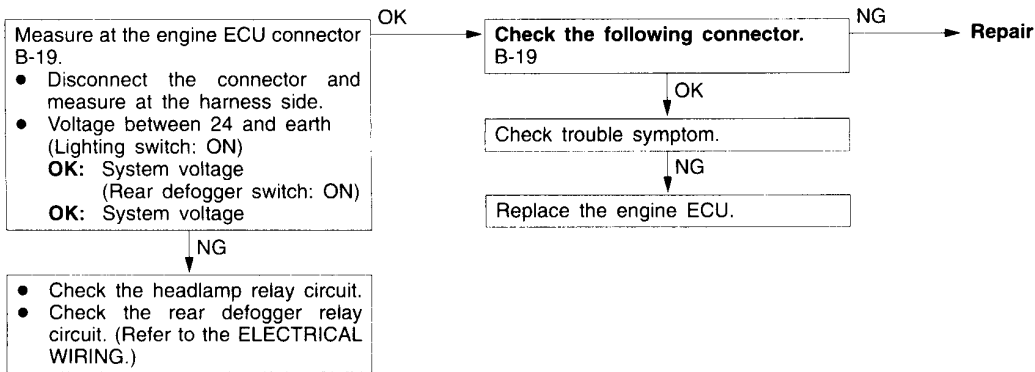 Measure at the engine ECU connector
B-19.
● Disconnect the connector and
measure at the harness side.
● Voltage between 24 and earth
(Lighting switch: ON)
OK: System voltage
(Rear defogger switch: ON)
OK: System voltage
OK
Check the following connector.
B-19
NG
Repair
OK
Check trouble symptom.
NG
Replace the engine ECU.
NG
● Check the headlamp relay circuit.
● Check the rear defogger relay
circuit. (Refer to the ELECTRICAL
WIRING.)